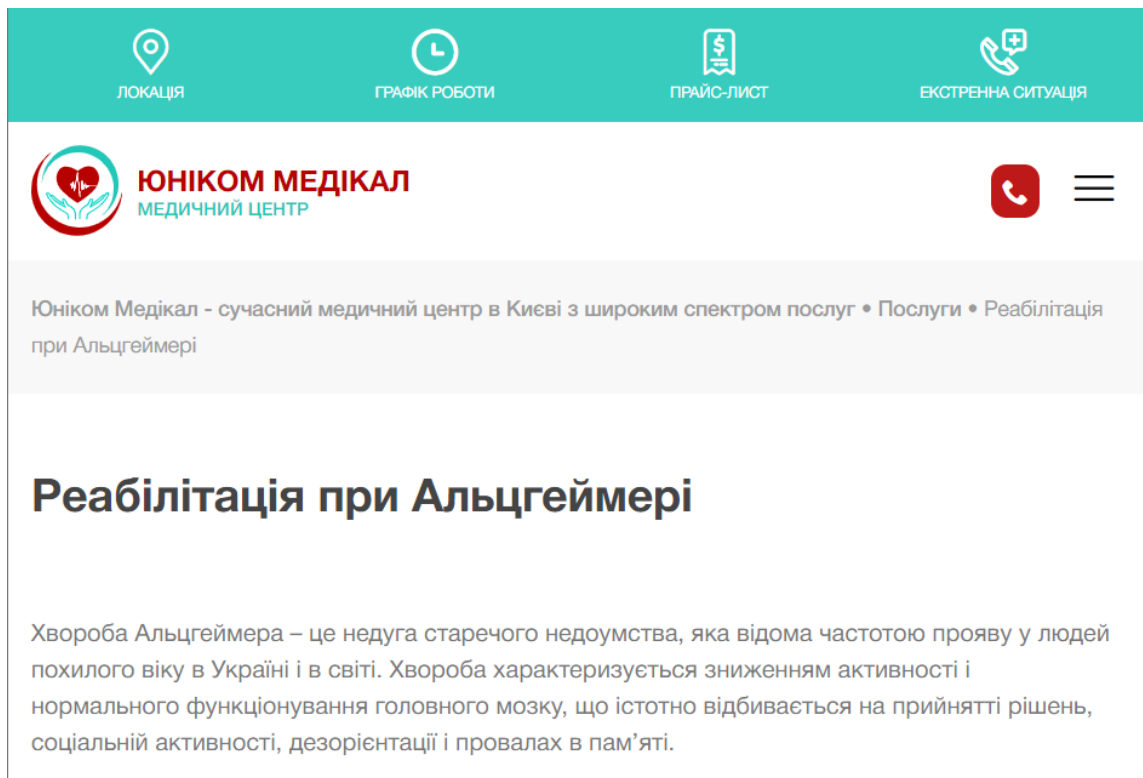 ЛОКАЦІЯ
ГРАФІК РОБОТИ
ПРАЙС-ЛИСТ
ЕКСТРЕННА СИТУАЦІЯ
ЮНІКОМ МЕДІКАЛ
МЕДИЧНИЙ ЦЕНТР
Юніком Медікал - сучасний медичний центр в Києві з широким спектром послуг • Послуги • Реабілітація
при Альцгеймері
Реабілітація при Альцгеймері
Хвороба Альцгеймера – це недуга старечого недоумства, яка відома частотою прояву у людей
похилого віку в Україні і в світі. Хвороба характеризується зниженням активності і
нормального функціонування головного мозку, що істотно відбивається на прийнятті рішень,
соціальній активності, дезорієнтації і провалах в пам’яті.